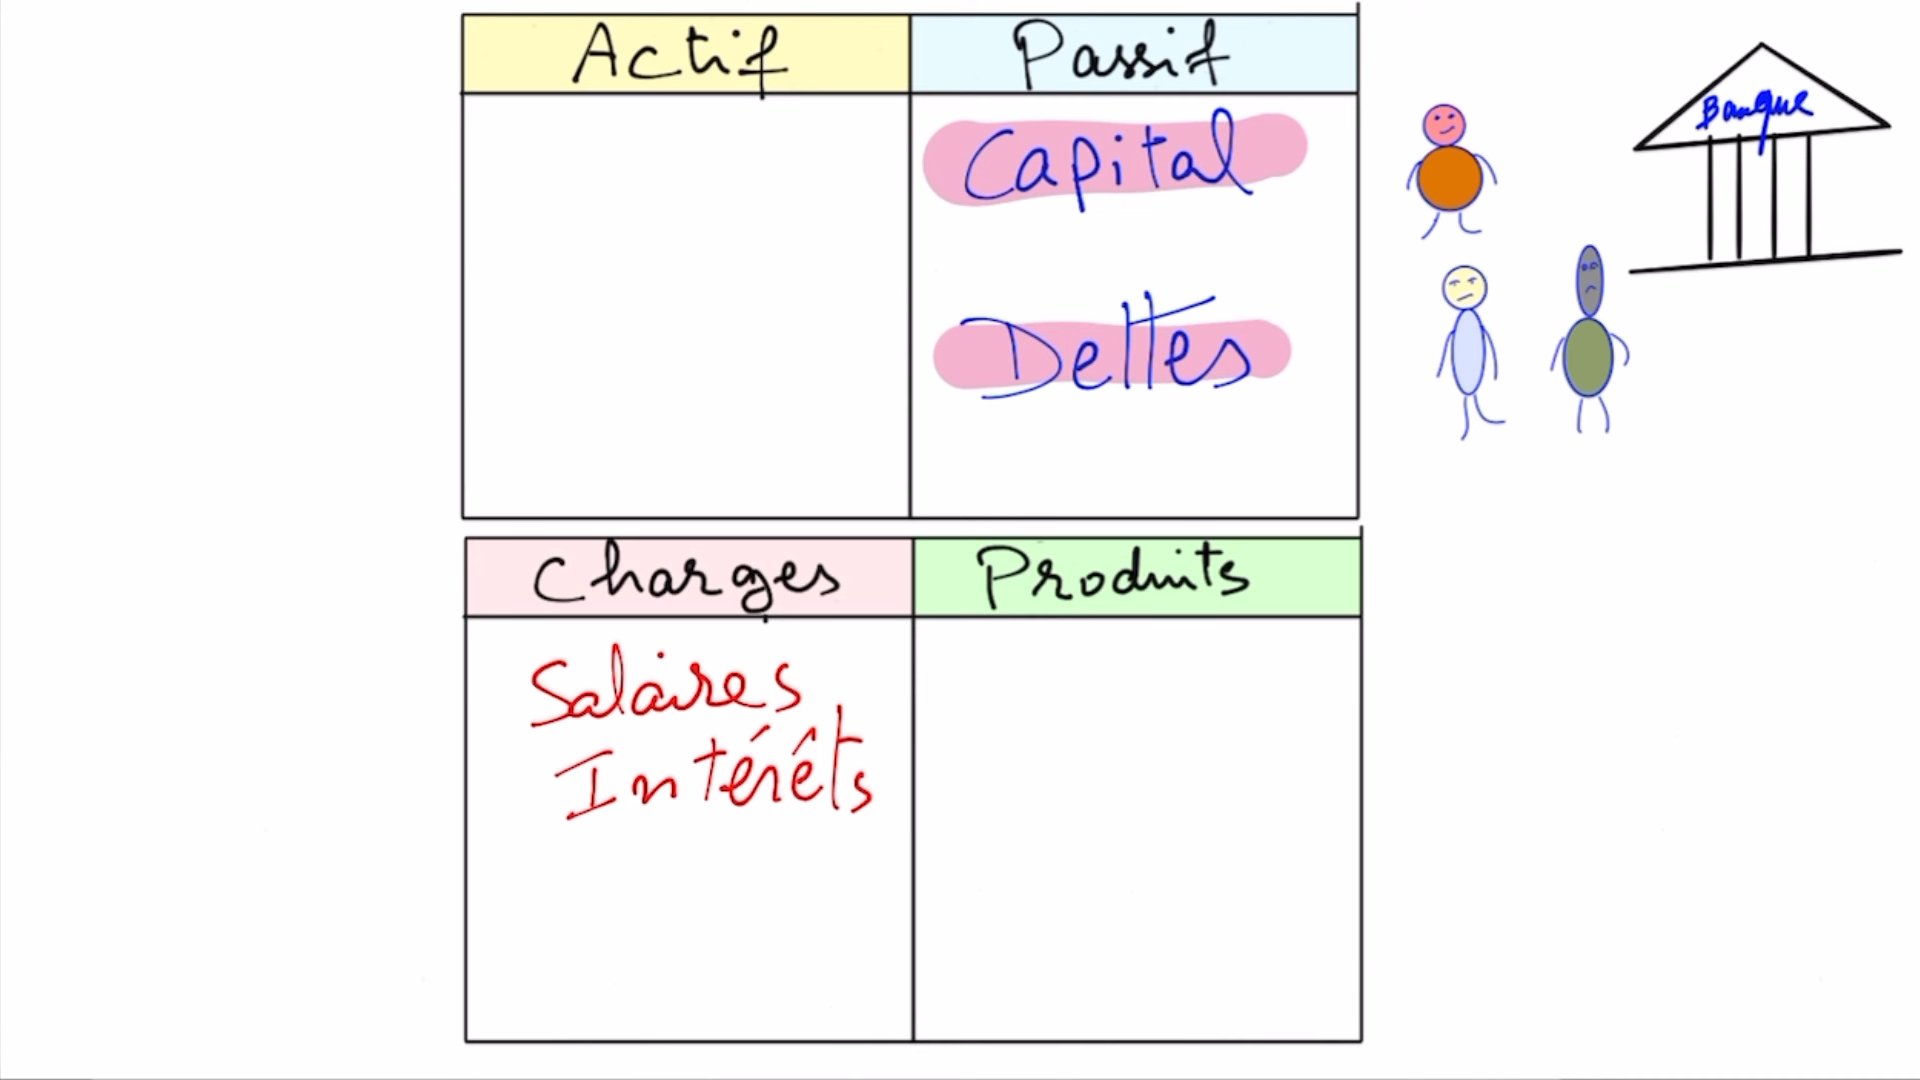 Actif
Passif
Banque
Capital
Dettes
Charges
Produits
Salaires
Intérêts